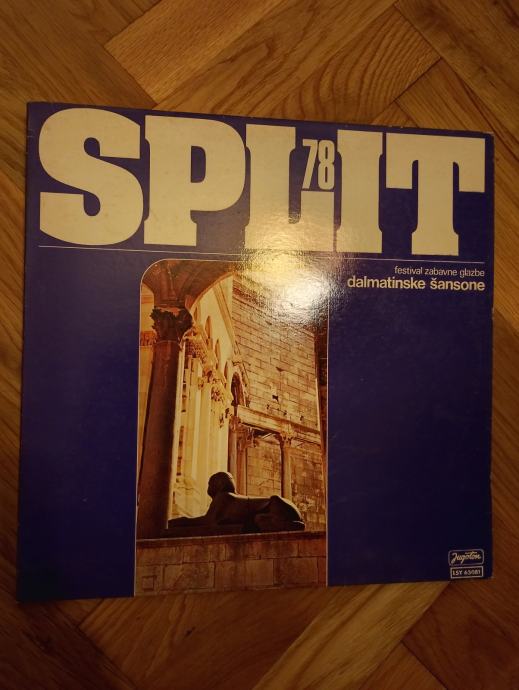 SPLIT
78
festival zabavne glazbe
dalmatinske šansone
Jugoton
LSY 63081